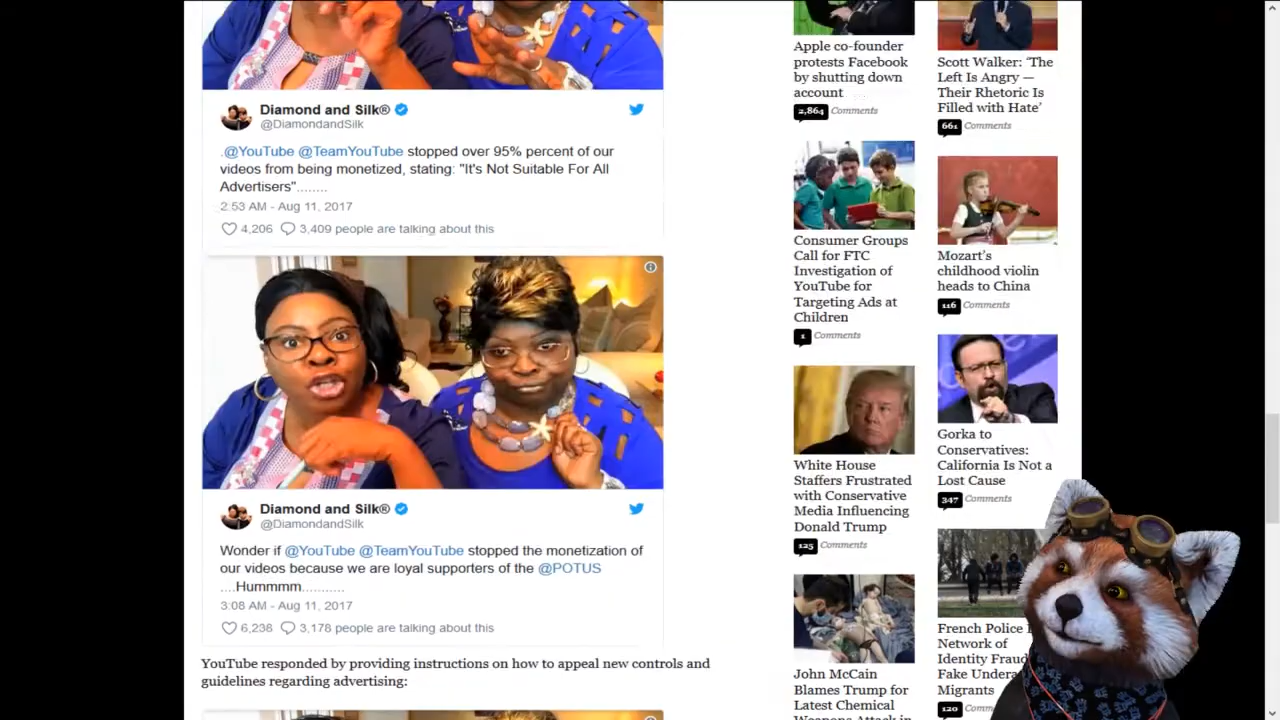 Diamond and Silk®
@DiamondandSilk
.@YouTube @TeamYouTube stopped over 95% percent of our
videos from being monetized, stating: "It's Not Suitable For All
Advertisers"........
2:53 AM - Aug 11, 2017
4,206 3,409 people are talking about this
Diamond and Silk®
@DiamondandSilk
Wonder if @YouTube @TeamYouTube stopped the monetization of
our videos because we are loyal supporters of the @POTUS
....Hummmm...........
3:08 AM - Aug 11, 2017
6,238 3,178 people are talking about this
YouTube responded by providing instructions on how to appeal new controls and
guidelines regarding advertising:
Apple co-founder
protests Facebook
by shutting down
account
2,864 Comments
Consumer Groups
Call for FTC
Investigation of
YouTube for
Targeting Ads at
Children
1 Comments
White House
Staffers Frustrated
with Conservative
Media Influencing
Donald Trump
125 Comments
John McCain
Blames Trump for
Latest Chemical
Weapons Attack in
Scott Walker: 'The
Left Is Angry —
Their Rhetoric Is
Filled with Hate'
661 Comments
Mozart's
childhood violin
heads to China
116 Comments
Gorka to
Conservatives:
California Is Not a
Lost Cause
347 Comments
French Police
Network of
Identity Fraud
Fake Undera
Migrants
120 Comm